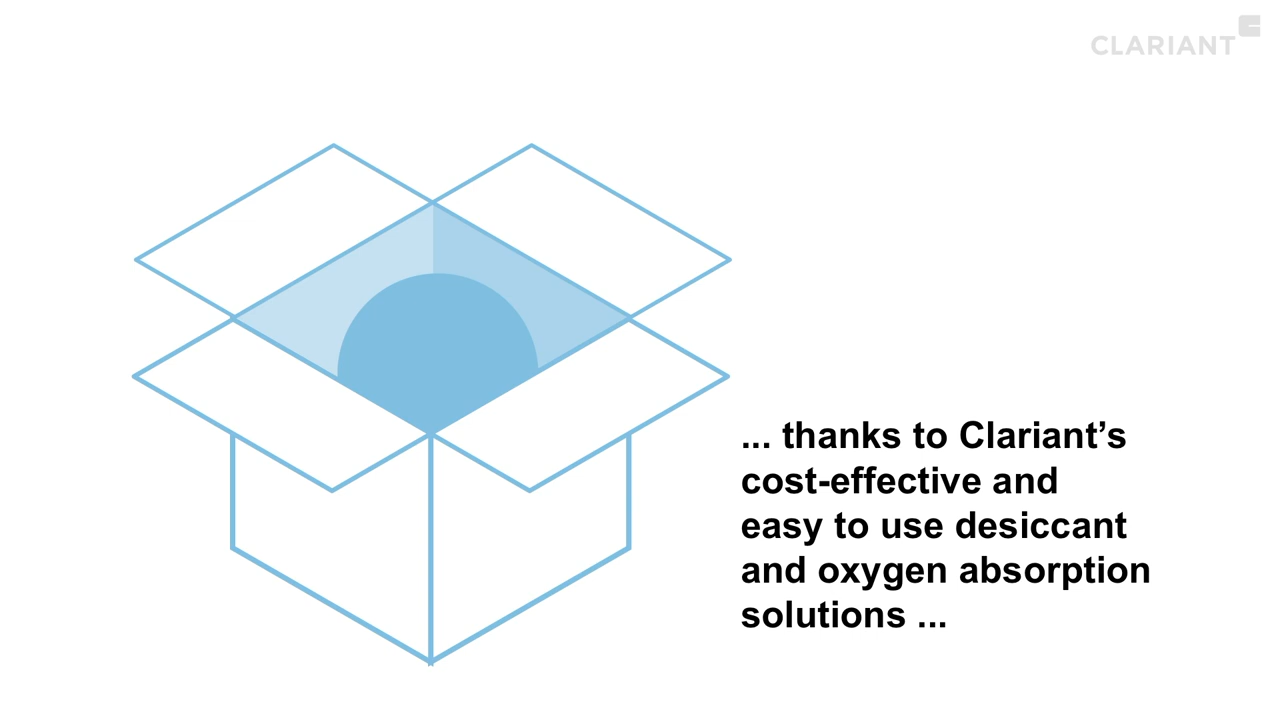 CLARIANT
... thanks to Clariant’s
cost-effective and
easy to use desiccant
and oxygen absorption
solutions ...